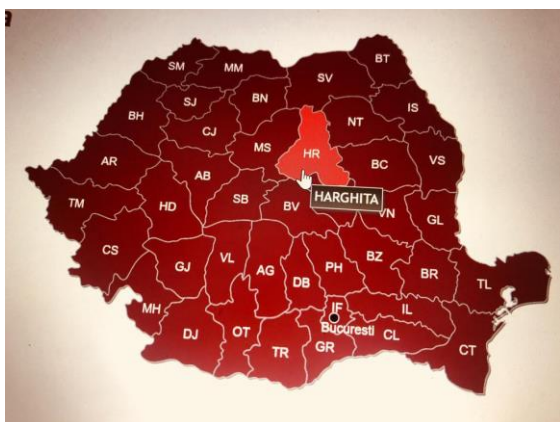 SM
MM
BT
SV
SJ
BN
IS
BH
NT
CJ
MS
HR
VS
AR
BC
AB
TM
HD
SB
HARGHITA
BV
VN
GL
CS
GJ
VL
AG
DB
PH
BZ
BR
TL
MH
IF
IL
DJ
OT
TR
GR
Bucuresti
CL
CT